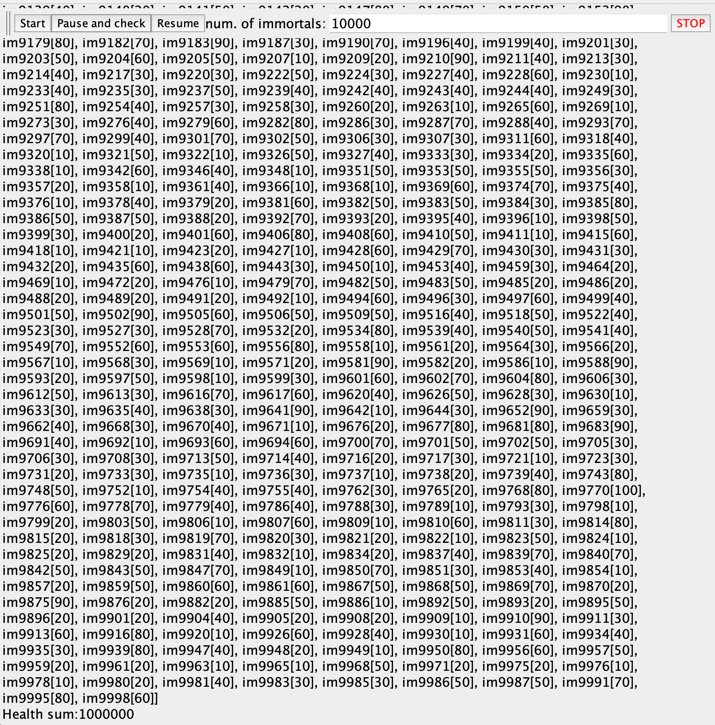 Start Pause and check Resume num. of immortals: 10000 STOP
im9179[80], im9182[70], im9183[90], im9187[30], im9190[70], im9196[40], im9199[40], im9201[30],
im9203[50], im9204[60], im9205[50], im9207[10], im9209[20], im9210[90], im9211[40], im9213[30],
im9214[40], im9217[30], im9220[30], im9222[50], im9224[30], im9227[40], im9228[60], im9230[10],
im9233[40], im9235[30], im9237[50], im9239[40], im9242[40], im9243[40], im9244[40], im9249[30],
im9251[80], im9254[40], im9257[30], im9258[30], im9260[20], im9263[10], im9265[60], im9269[10],
im9273[30], im9276[40], im9279[60], im9282[80], im9286[30], im9287[70], im9288[40], im9293[70],
im9297[70], im9299[40], im9301[70], im9302[50], im9306[30], im9307[30], im9311[60], im9318[40],
im9320[10], im9321[50], im9322[10], im9326[50], im9327[40], im9333[30], im9334[20], im9335[60],
im9338[10], im9342[60], im9346[40], im9348[10], im9351[50], im9353[50], im9355[50], im9356[30],
im9357[20], im9358[10], im9361[40], im9366[10], im9368[10], im9369[60], im9374[70], im9375[40],
im9376[10], im9378[40], im9379[20], im9381[60], im9382[50], im9383[50], im9384[30], im9385[80],
im9386[50], im9387[50], im9388[20], im9392[70], im9393[20], im9395[40], im9396[10], im9398[50],
im9399[30], im9400[20], im9401[60], im9406[80], im9408[60], im9410[50], im9411[10], im9415[60],
im9418[10], im9421[10], im9423[20], im9427[10], im9428[60], im9429[70], im9430[30], im9431[30],
im9432[20], im9435[60], im9438[60], im9443[30], im9450[10], im9453[40], im9459[30], im9464[20],
im9469[10], im9472[20], im9476[10], im9479[70], im9482[50], im9483[50], im9485[20], im9486[20],
im9488[20], im9489[20], im9491[20], im9492[10], im9494[60], im9496[30], im9497[60], im9499[40],
im9501[50], im9502[90], im9505[60], im9506[50], im9509[50], im9516[40], im9518[50], im9522[40],
im9523[30], im9527[30], im9528[70], im9532[20], im9534[80], im9539[40], im9540[50], im9541[40],
im9549[70], im9552[60], im9553[60], im9556[80], im9558[10], im9561[20], im9564[30], im9566[20],
im9567[10], im9568[30], im9569[10], im9571[20], im9581[90], im9582[20], im9586[10], im9588[90],
im9593[20], im9597[50], im9598[10], im9599[30], im9601[60], im9602[70], im9604[80], im9606[30],
im9612[50], im9613[30], im9616[70], im9617[60], im9620[40], im9626[50], im9628[30], im9630[10],
im9633[30], im9635[40], im9638[30], im9641[90], im9642[10], im9644[30], im9652[90], im9659[30],
im9662[40], im9668[30], im9670[40], im9671[10], im9676[20], im9677[80], im9681[80], im9683[90],
im9691[40], im9692[10], im9693[60], im9694[60], im9700[70], im9701[50], im9702[50], im9705[30],
im9706[30], im9708[30], im9713[50], im9714[40], im9716[20], im9717[30], im9721[10], im9723[30],
im9731[20], im9733[30], im9735[10], im9736[30], im9737[10], im9738[20], im9739[40], im9743[80],
im9748[50], im9752[10], im9754[40], im9755[40], im9762[30], im9765[20], im9768[80], im9770[100],
im9776[60], im9778[70], im9779[40], im9786[40], im9788[30], im9789[10], im9793[30], im9798[10],
im9799[20], im9803[50], im9806[10], im9807[60], im9809[10], im9810[60], im9811[30], im9814[80],
im9815[20], im9818[30], im9819[70], im9820[30], im9821[20], im9822[10], im9823[50], im9824[10],
im9825[20], im9829[20], im9831[40], im9832[10], im9834[20], im9837[40], im9839[70], im9840[70],
im9842[50], im9843[50], im9847[70], im9849[10], im9850[70], im9851[30], im9853[40], im9854[10],
im9857[20], im9859[50], im9860[60], im9861[60], im9867[50], im9868[50], im9869[70], im9870[20],
im9875[90], im9876[20], im9882[20], im9885[50], im9886[10], im9892[50], im9893[20], im9895[50],
im9896[20], im9901[20], im9904[40], im9905[20], im9908[20], im9909[10], im9910[90], im9911[30],
im9913[60], im9916[80], im9920[10], im9926[60], im9928[40], im9930[10], im9931[60], im9934[40],
im9935[30], im9939[80], im9947[40], im9948[20], im9949[10], im9950[80], im9956[60], im9957[50],
im9959[20], im9961[20], im9963[10], im9965[10], im9968[50], im9971[20], im9975[20], im9976[10],
im9978[10], im9980[20], im9981[40], im9983[30], im9985[30], im9986[50], im9987[50], im9991[70],
im9995[80], im9998[60]]
Health sum:1000000